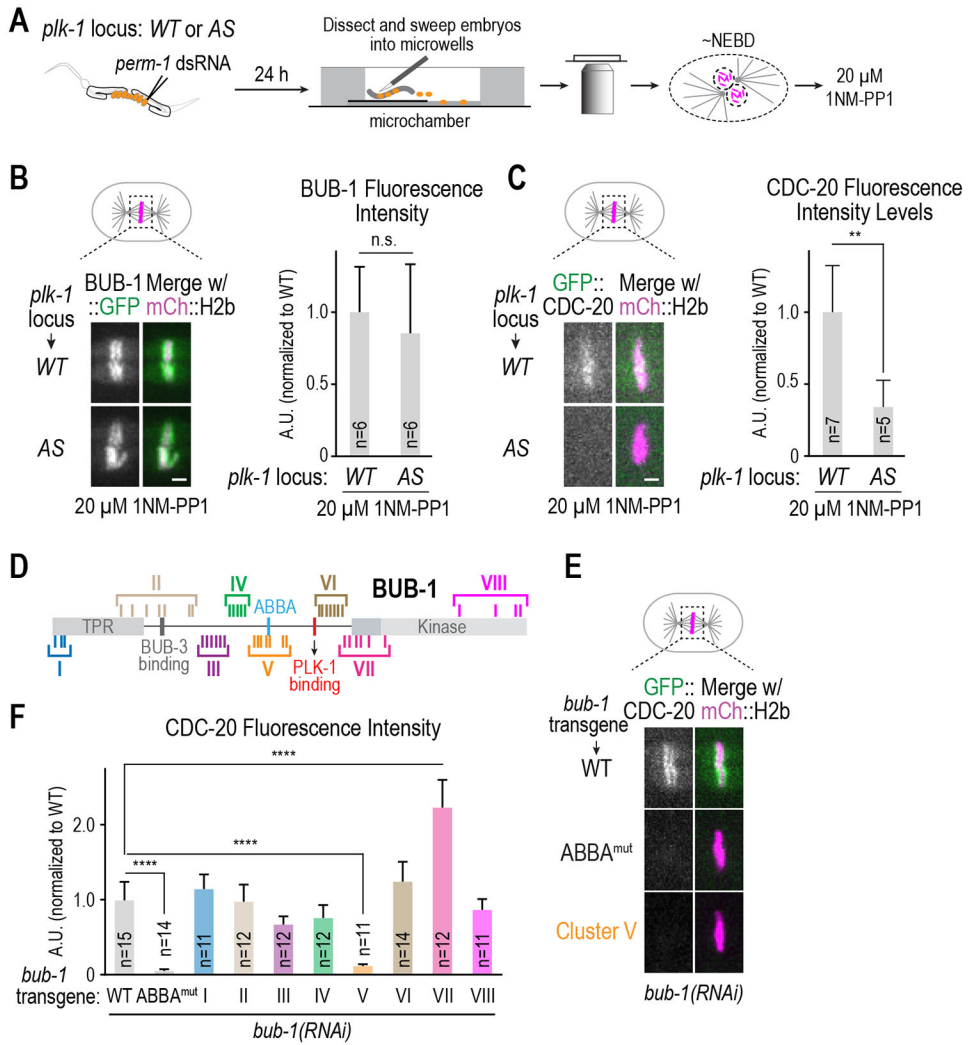 A
plk-1 locus: WT or AS
perm-1 dsRNA
24 h
Dissect and sweep embryos
into microwells
microchamber
~NEBD
20 µM
1NM-PP1
B
BUB-1 Fluorescence
Intensity
plk-1
locus
BUB-1 Merge w/
::GFP mCh::H2b
WT
AS
20 µM 1NM-PP1
A.U. (normalized to WT)
1.0
0.5
0
n.s.
n=6
n=6
plk-1 locus: WT AS
20 µM 1NM-PP1
C
CDC-20 Fluorescence
Intensity Levels
plk-1
locus
GFP:: Merge w/
CDC-20 mCh::H2b
WT
AS
20 µM 1NM-PP1
A.U. (normalized to WT)
1.0
0.5
0
**
n=7
n=5
plk-1 locus: WT AS
20 µM 1NM-PP1
D
II
IV
VI
BUB-1
VIII
ABBA
TPR
Kinase
BUB-3
binding
I
III
V
PLK-1
binding
VII
E
bub-1
transgene
GFP:: Merge w/
CDC-20 mCh::H2b
WT
ABBAmut
Cluster V
bub-1(RNAi)
F
CDC-20 Fluorescence Intensity
A.U. (normalized to WT)
2.0
1.0
0
****
****
****
n=15
n=14
n=11
n=12
n=12
n=12
n=11
n=14
n=12
n=11
bub-1
transgene: WT ABBAmut I II III IV V VI VII VIII
bub-1(RNAi)